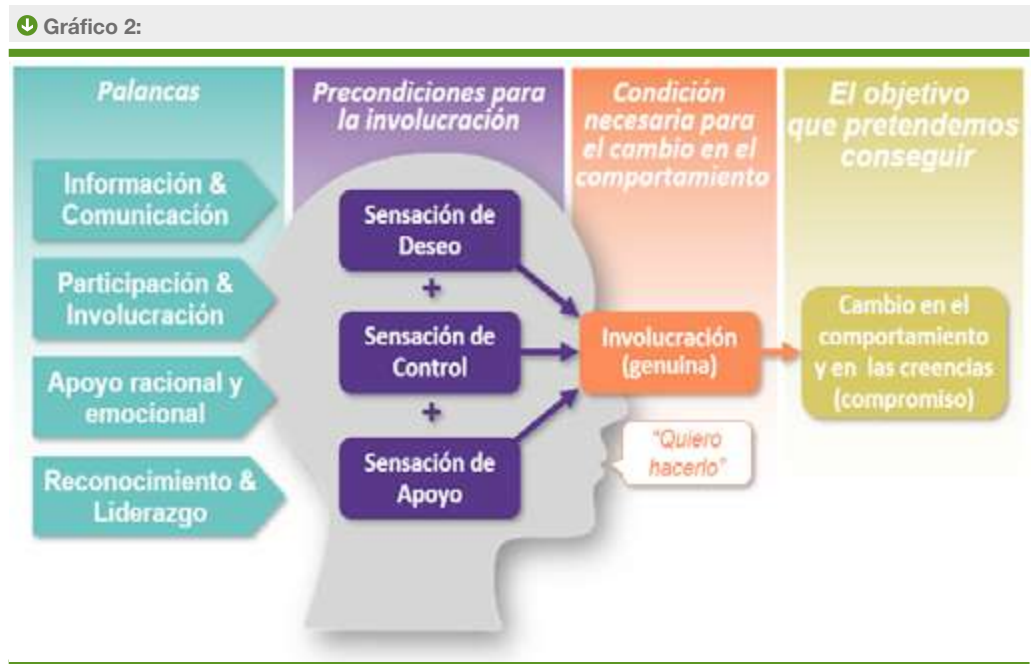 Gráfico 2:
Palancas
Información &
Comunicación
Participación &
Involucración
Apoyo racional y
emocional
Reconocimiento &
Liderazgo
Precondiciones para
la involucración
Sensación de
Deseo
+
Sensación de
Control
+
Sensación de
Apoyo
Condición
necesaria para
el cambio en el
comportamiento
Involucración
(genuina)
"Quiero
hacerlo"
El objetivo
que pretendemos
conseguir
Cambio en el
comportamiento
y en las creencias
(compromiso)